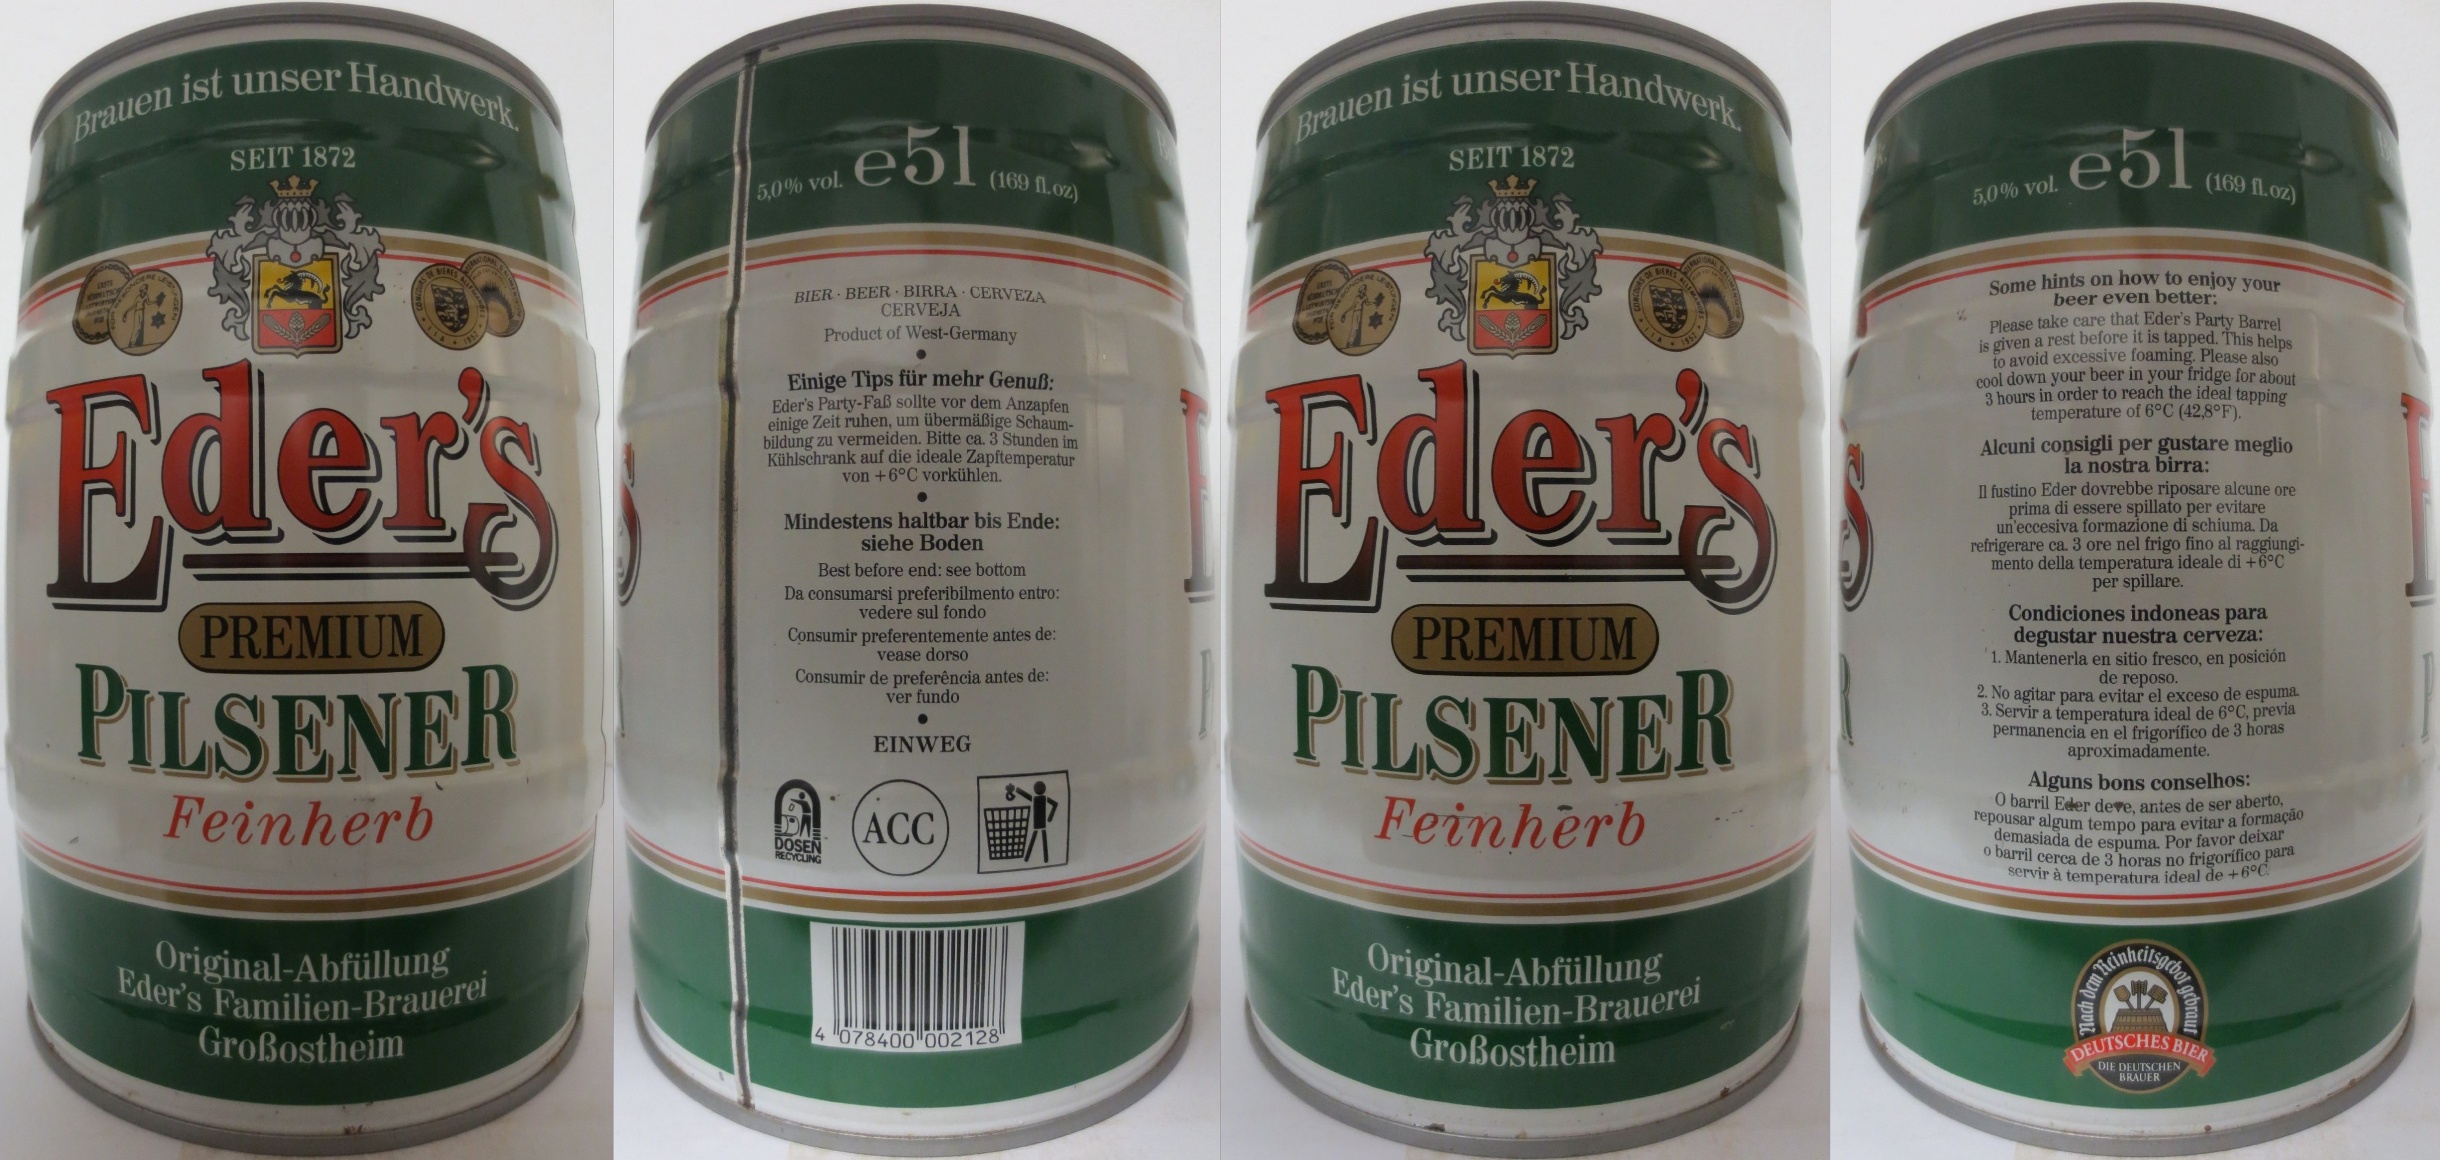 Brauen ist unser Handwerk.
SEIT 1872
Eder's
PREMIUM
PILSENER
Feinherb
Original-Abfüllung
Eder's Familien-Brauerei
Großostheim
5,0% vol. e5l (169 fl.oz)
BIER · BEER · BIRRA · CERVEZA
CERVEJA
Product of West-Germany
Einige Tips für mehr Genuß:
Eder's Party-Faß sollte vor dem Anzapfen
einige Zeit ruhen, um übermäßige Schaum-
bildung zu vermeiden. Bitte ca. 3 Stunden im
Kühlschrank auf die ideale Zapftemperatur
von +6°C vorkühlen.
Mindestens haltbar bis Ende:
siehe Boden
Best before end: see bottom
Da consumarsi preferibilmento entro:
vedere sul fondo
Consumir preferentemente antes de:
vease dorso
Consumir de preferência antes de:
ver fundo
EINWEG
DOSEN
RECYCLING
ACC
4 078400 002128
Brauen ist unser Handwerk.
SEIT 1872
Eder's
PREMIUM
PILSENER
Feinherb
Original-Abfüllung
Eder's Familien-Brauerei
Großostheim
5,0% vol. e5l (169 fl.oz)
Some hints on how to enjoy your
beer even better:
Please take care that Eder's Party Barrel
is given a rest before it is tapped. This helps
to avoid excessive foaming. Please also
cool down your beer in your fridge for about
3 hours in order to reach the ideal tapping
temperature of 6°C (42,8°F).
Alcuni consigli per gustare meglio
la nostra birra:
Il fustino Eder dovrebbe riposare alcune ore
prima di essere spillato per evitare
un'eccesiva formazione di schiuma. Da
refrigerare ca. 3 ore nel frigo fino al raggiungi-
mento della temperatura ideale di +6°C
per spillare.
Condiciones indoneas para
degustar nuestra cerveza:
1. Mantenerla en sitio fresco, en posición
de reposo.
2. No agitar para evitar el exceso de espuma.
3. Servir a temperatura ideal de 6°C, previa
permanencia en el frigorífico de 3 horas
aproximadamente.
Alguns bons conselhos:
O barril Eder deve, antes de ser aberto,
repousar algum tempo para evitar a formação
demasiada de espuma. Por favor deixar
o barril cerca de 3 horas no frigorífico para
servir à temperatura ideal de +6°C.
Nach dem Reinheitsgebot gebraut
DEUTSCHES BIER
DIE DEUTSCHEN
BRAUER